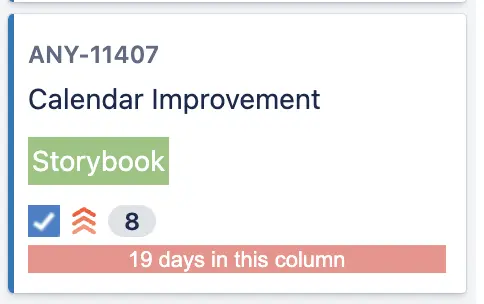 ANY-11407
Calendar Improvement
Storybook
8
19 days in this column